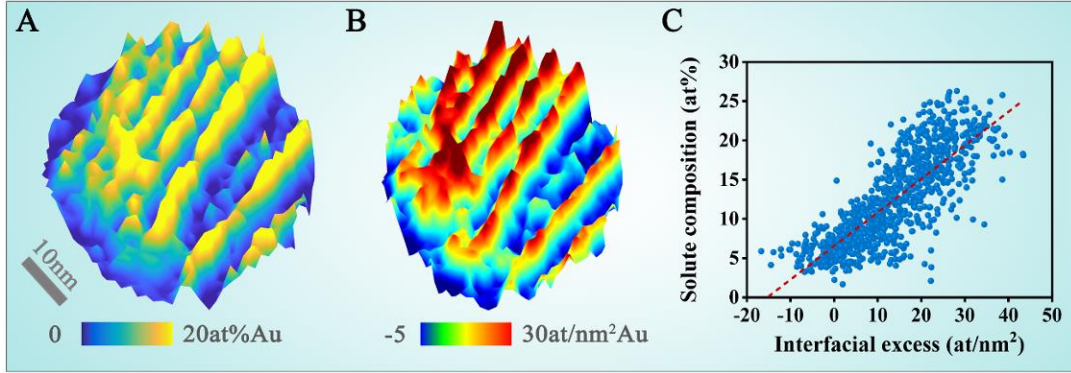 A
B
C
10nm
0
20at%Au
-5
30at/nm²Au
Solute composition (at%)
30
25
20
15
10
5
0
-20
-10
0
10
20
30
40
50
Interfacial excess (at/nm²)